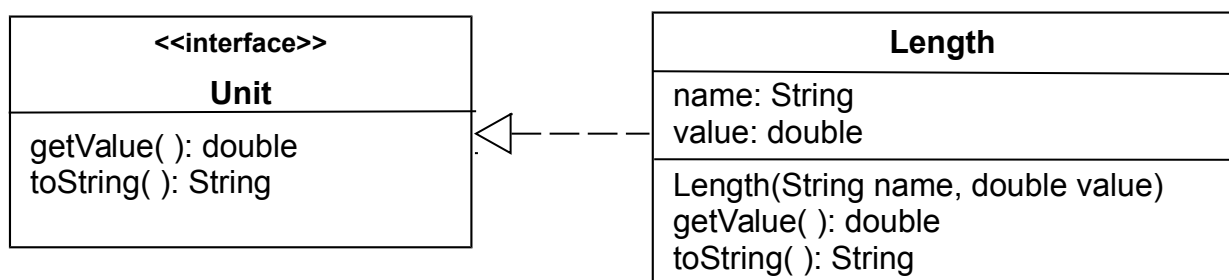 <<interface>>
Unit
getValue( ): double
toString( ): String
Length
name: String
value: double
Length(String name, double value)
getValue( ): double
toString( ): String